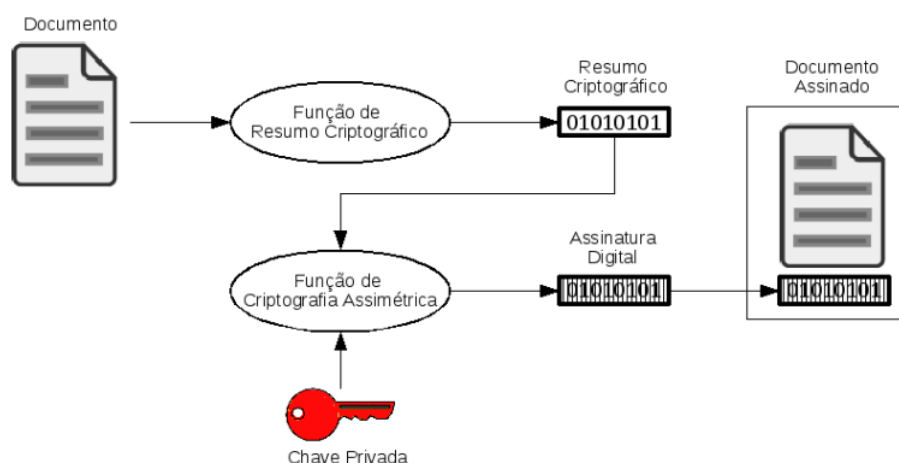 Documento
Função de
Resumo Criptográfico
Resumo
Criptográfico
01010101
Documento
Assinado
Função de
Criptografia Assimétrica
Assinatura
Digital
01010101
01010101
Chave Privada